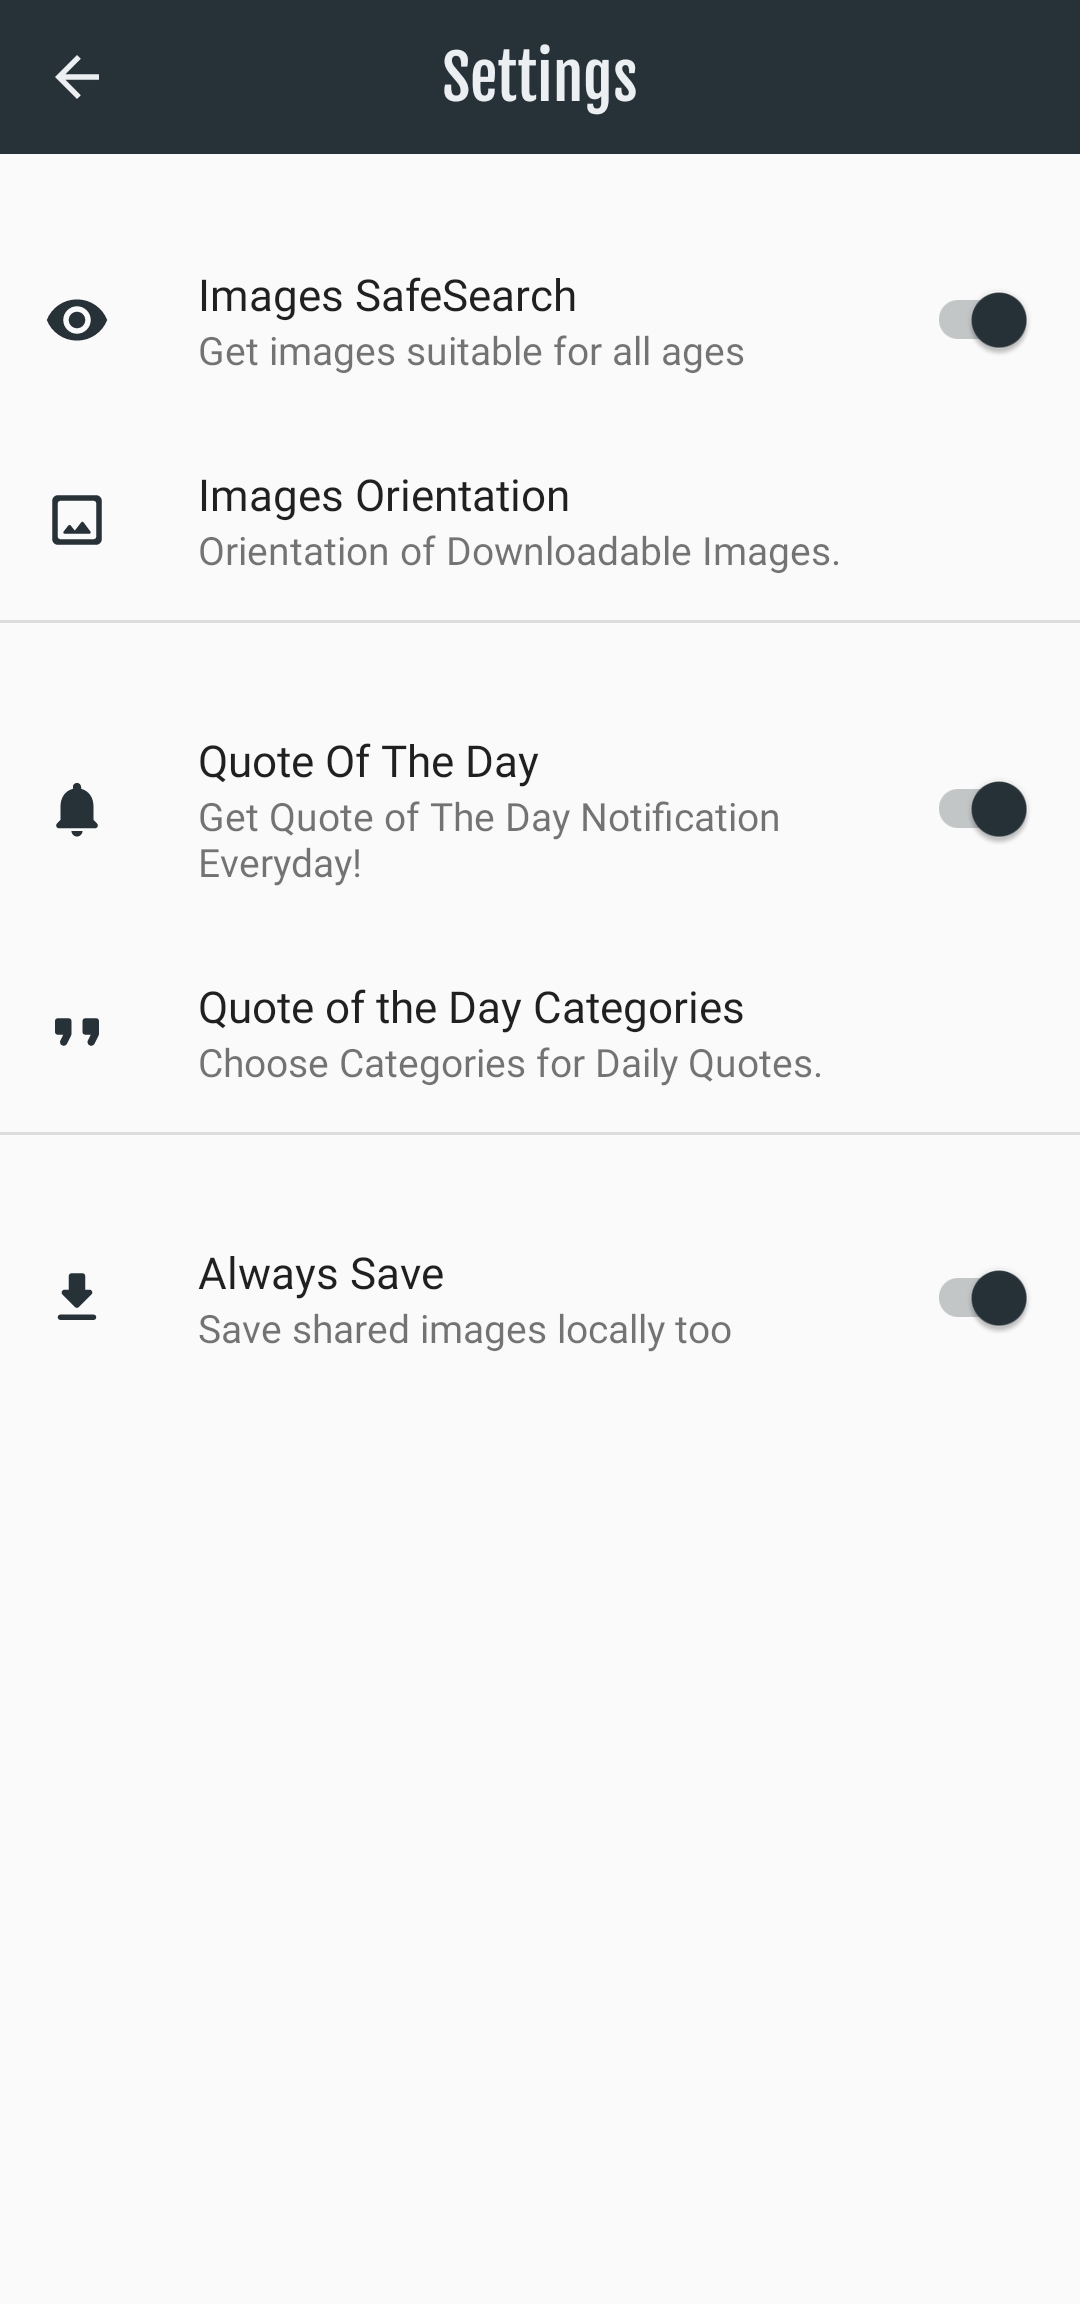 Settings
Images SafeSearch
Get images suitable for all ages
Images Orientation
Orientation of Downloadable Images.
Quote Of The Day
Get Quote of The Day Notification
Everyday!
Quote of the Day Categories
Choose Categories for Daily Quotes.
Always Save
Save shared images locally too